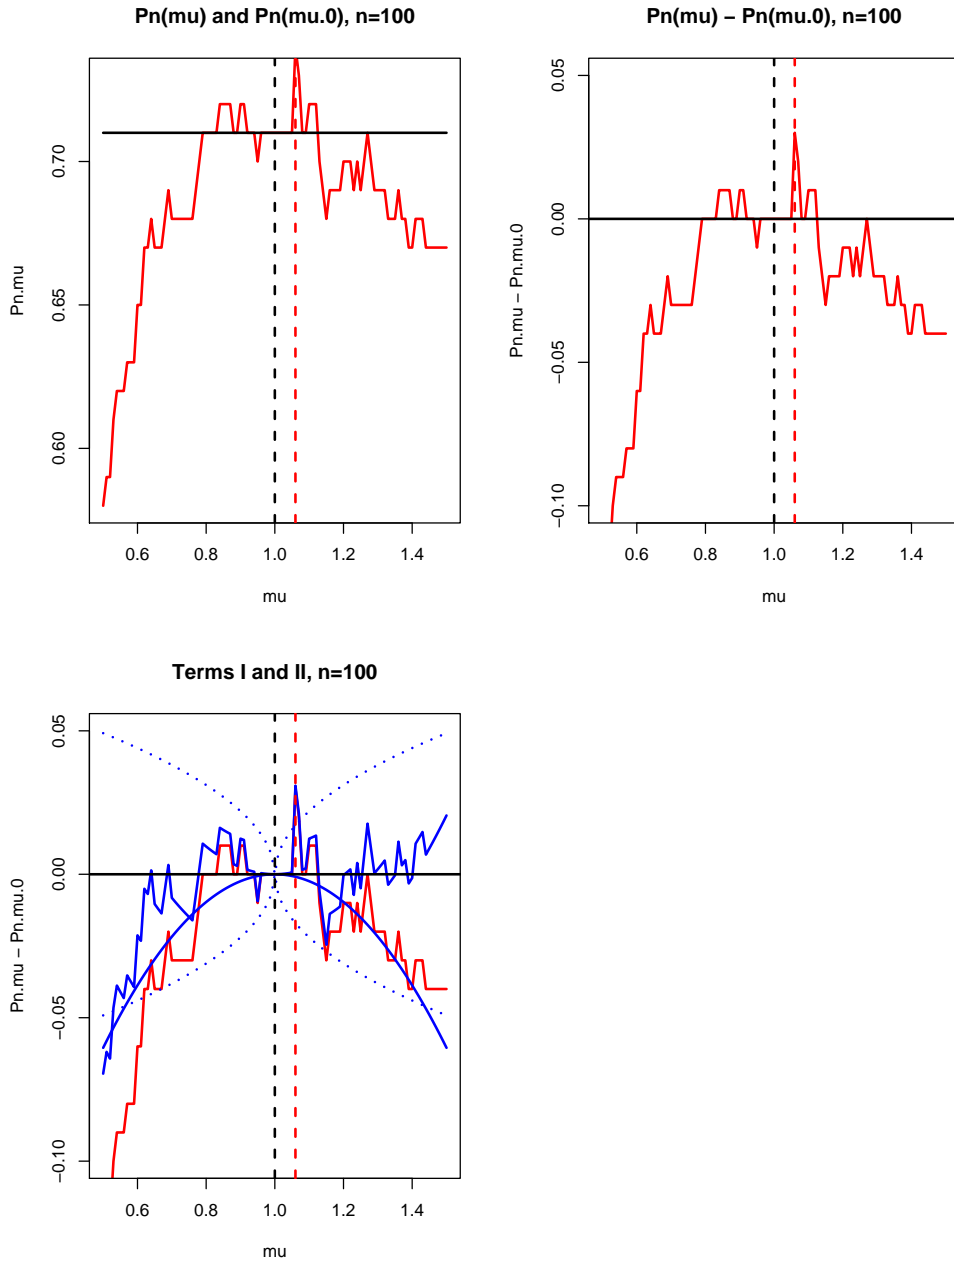 Pn(mu) and Pn(mu.0), n=100
Pn.mu
0.70
0.65
0.60
0.6 0.8 1.0 1.2 1.4
mu
Pn(mu) − Pn(mu.0), n=100
Pn.mu − Pn.mu.0
0.05
0.00
−0.05
−0.10
0.6 0.8 1.0 1.2 1.4
mu
Terms I and II, n=100
Pn.mu − Pn.mu.0
0.05
0.00
−0.05
−0.10
0.6 0.8 1.0 1.2 1.4
mu